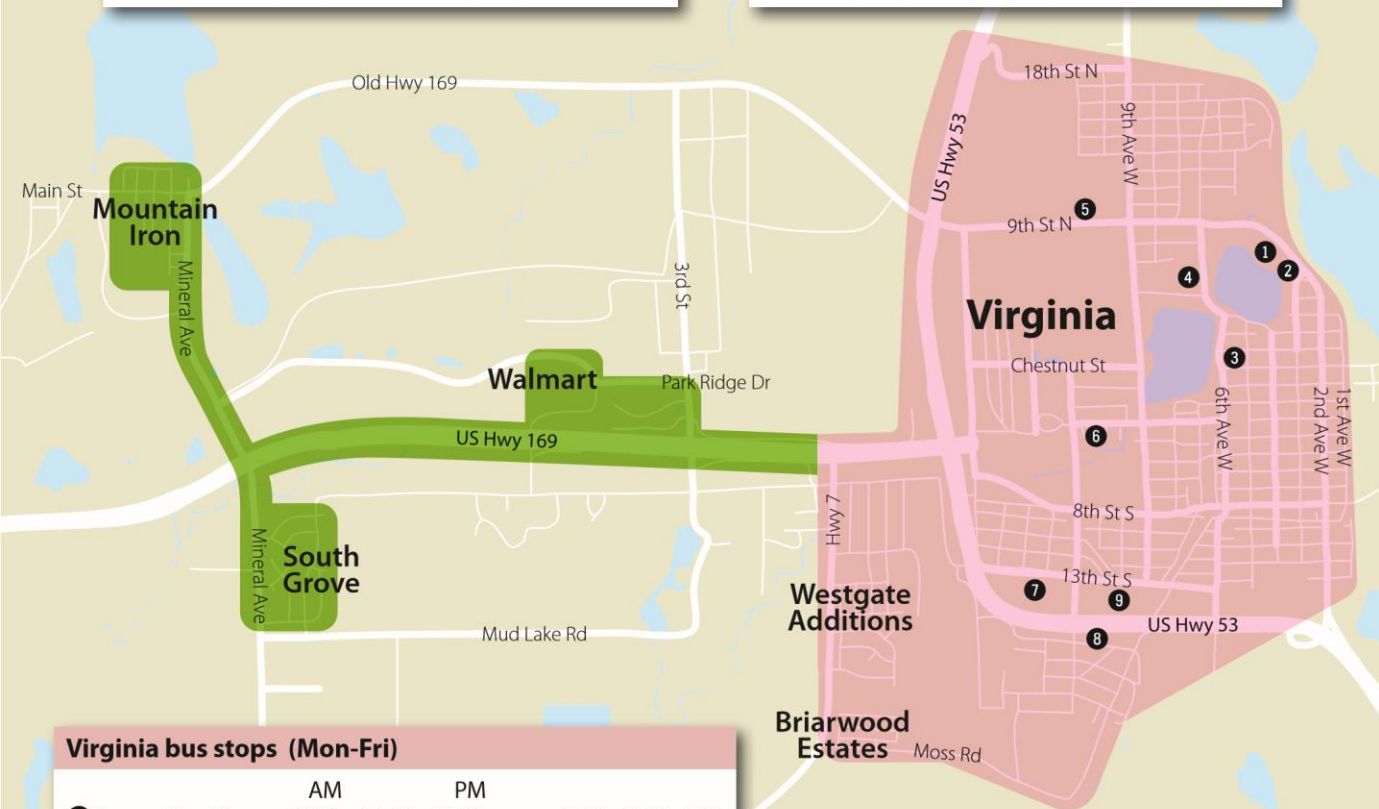 Old Hwy 169
18th St N
9th Ave W
US Hwy 53
Main St
Mountain
Iron
9th St N
5
1
2
4
Mineral Ave
3rd St
Virginia
3
Chestnut St
Walmart
Park Ridge Dr
6th Ave W
2nd Ave W
1st Ave W
US Hwy 169
6
Hwy 7
8th St S
Mineral Ave
South
Grove
13th St S
7
9
Westgate
Additions
US Hwy 53
8
Mud Lake Rd
Briarwood
Estates
Moss Rd
Virginia bus stops (Mon-Fri)
AM PM